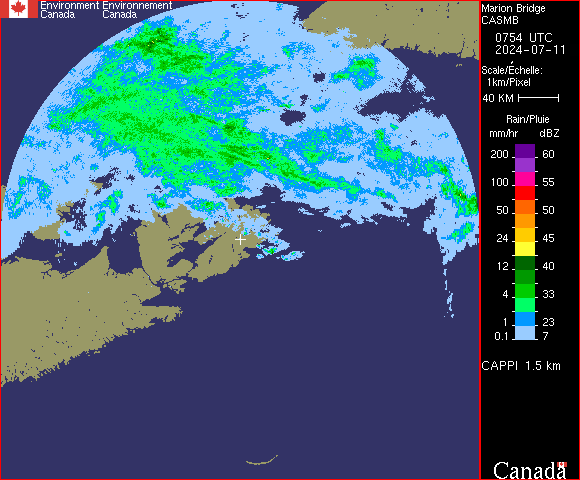 Environment Environnement
Canada Canada
Marion Bridge
CASMB
0754 UTC
2024-07-11
Scale/Échelle:
1km/Pixel
40 KM
Rain/Pluie
mm/hr dBZ
200 60
100 55
50 50
24 45
12 40
4 33
1 23
0.1 7
CAPPI 1.5 km
Canada